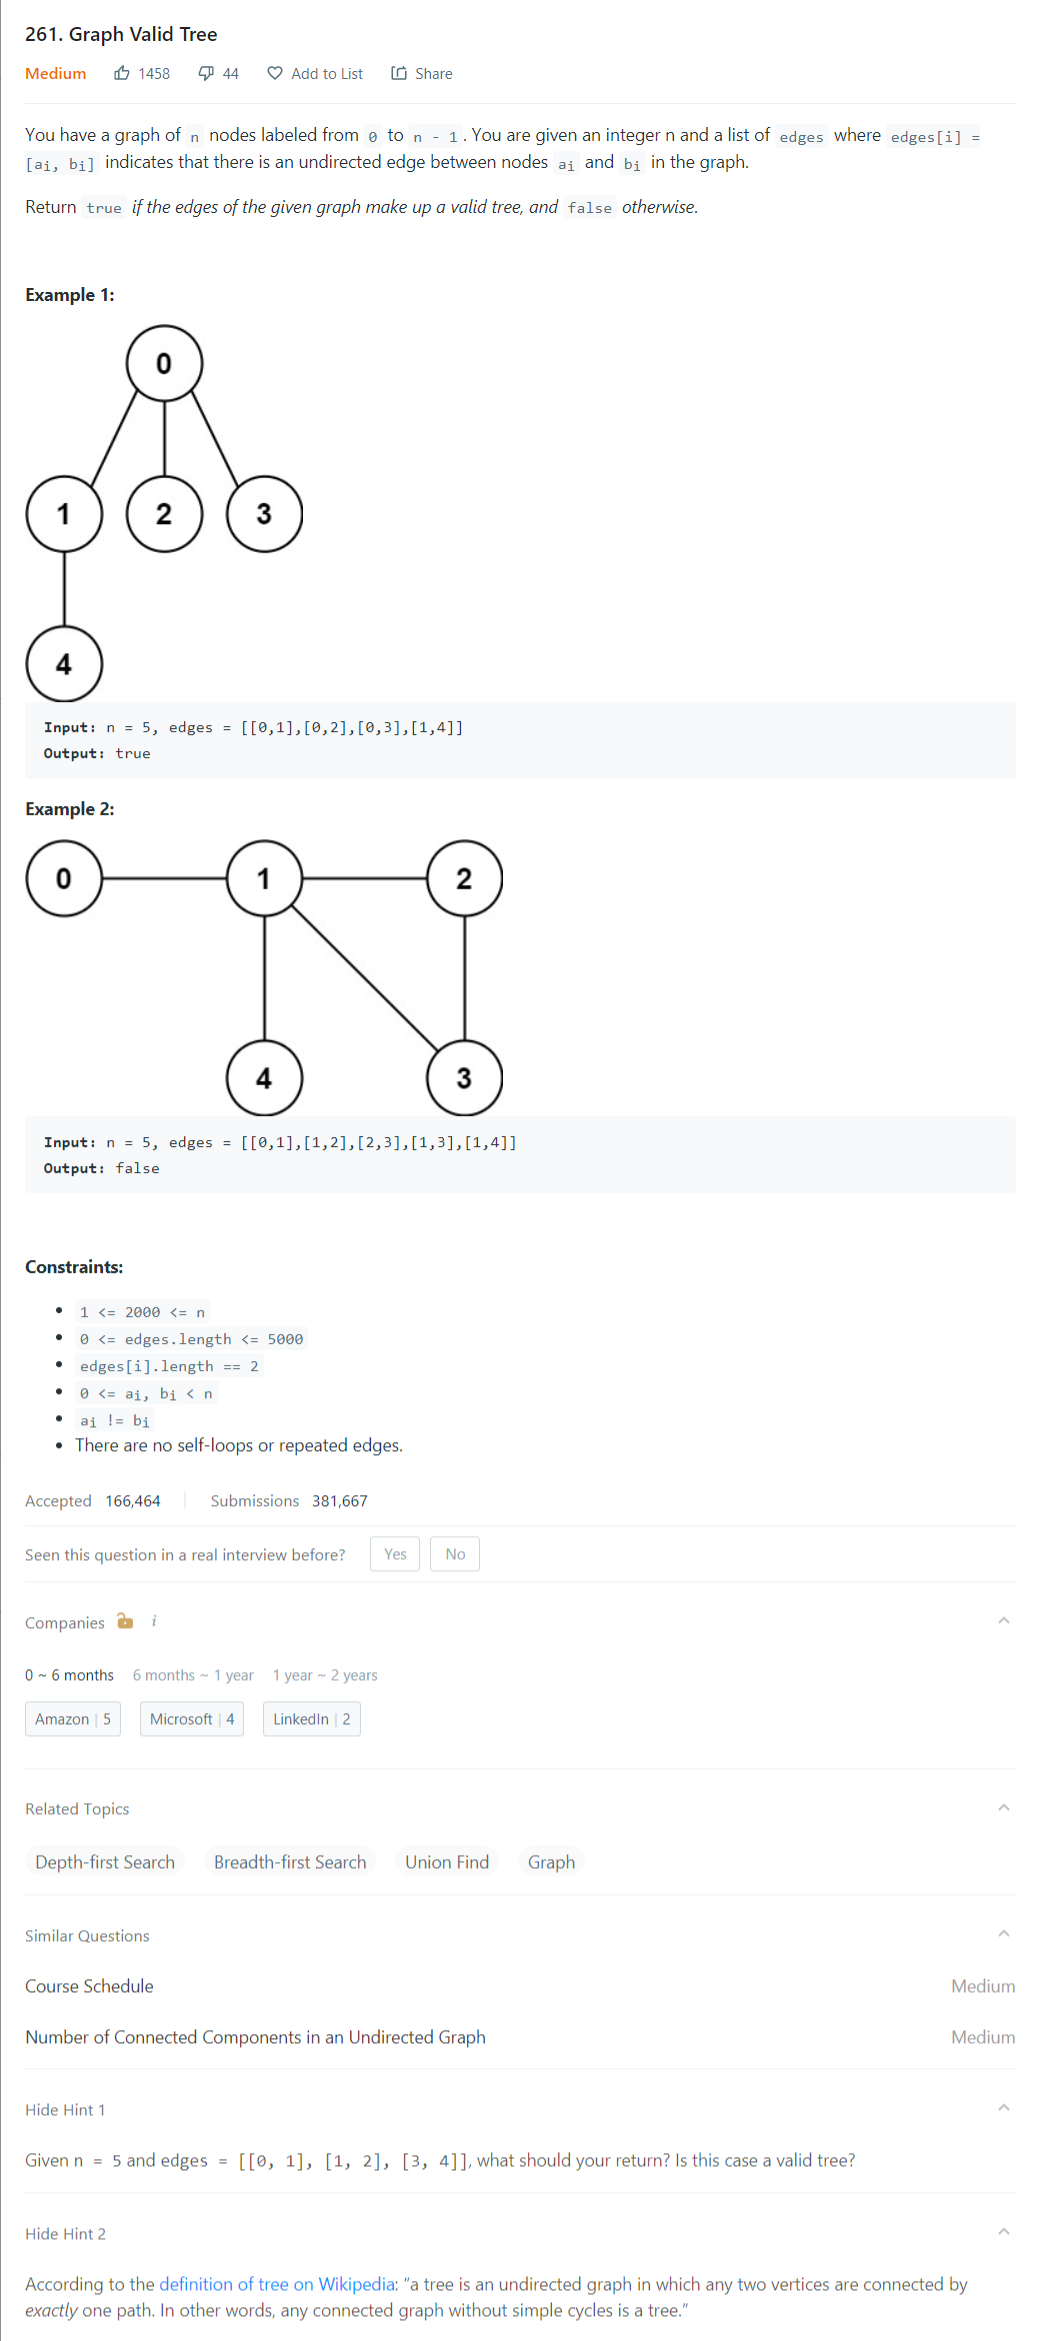 261. Graph Valid Tree
Medium 1458 44 Add to List Share
You have a graph of n nodes labeled from 0 to n - 1. You are given an integer n and a list of edges where edges[i] =
[ai, bi] indicates that there is an undirected edge between nodes ai and bi in the graph.
Return true if the edges of the given graph make up a valid tree, and false otherwise.
Example 1:
0
1 2 3
4
Input: n = 5, edges = [[0,1],[0,2],[0,3],[1,4]]
Output: true
Example 2:
0 1 2
4 3
Input: n = 5, edges = [[0,1],[1,2],[2,3],[1,3],[1,4]]
Output: false
Constraints:
• 1 <= 2000 <= n
• 0 <= edges.length <= 5000
• edges[i].length == 2
• 0 <= ai, bi < n
• ai != bi
• There are no self-loops or repeated edges.
Accepted 166,464 Submissions 381,667
Seen this question in a real interview before? Yes No
Companies i
0 ~ 6 months 6 months ~ 1 year 1 year ~ 2 years
Amazon | 5 Microsoft | 4 LinkedIn | 2
Related Topics
Depth-first Search Breadth-first Search Union Find Graph
Similar Questions
Course Schedule Medium
Number of Connected Components in an Undirected Graph Medium
Hide Hint 1
Given n = 5 and edges = [[0, 1], [1, 2], [3, 4]], what should your return? Is this case a valid tree?
Hide Hint 2
According to the definition of tree on Wikipedia: “a tree is an undirected graph in which any two vertices are connected by
exactly one path. In other words, any connected graph without simple cycles is a tree.”